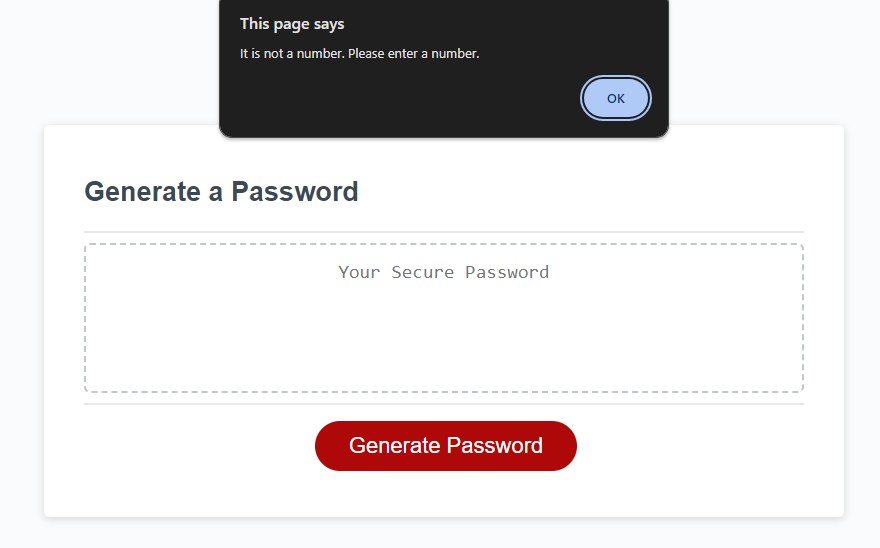 This page says
It is not a number. Please enter a number.
OK
Generate a Password
Your Secure Password
Generate Password